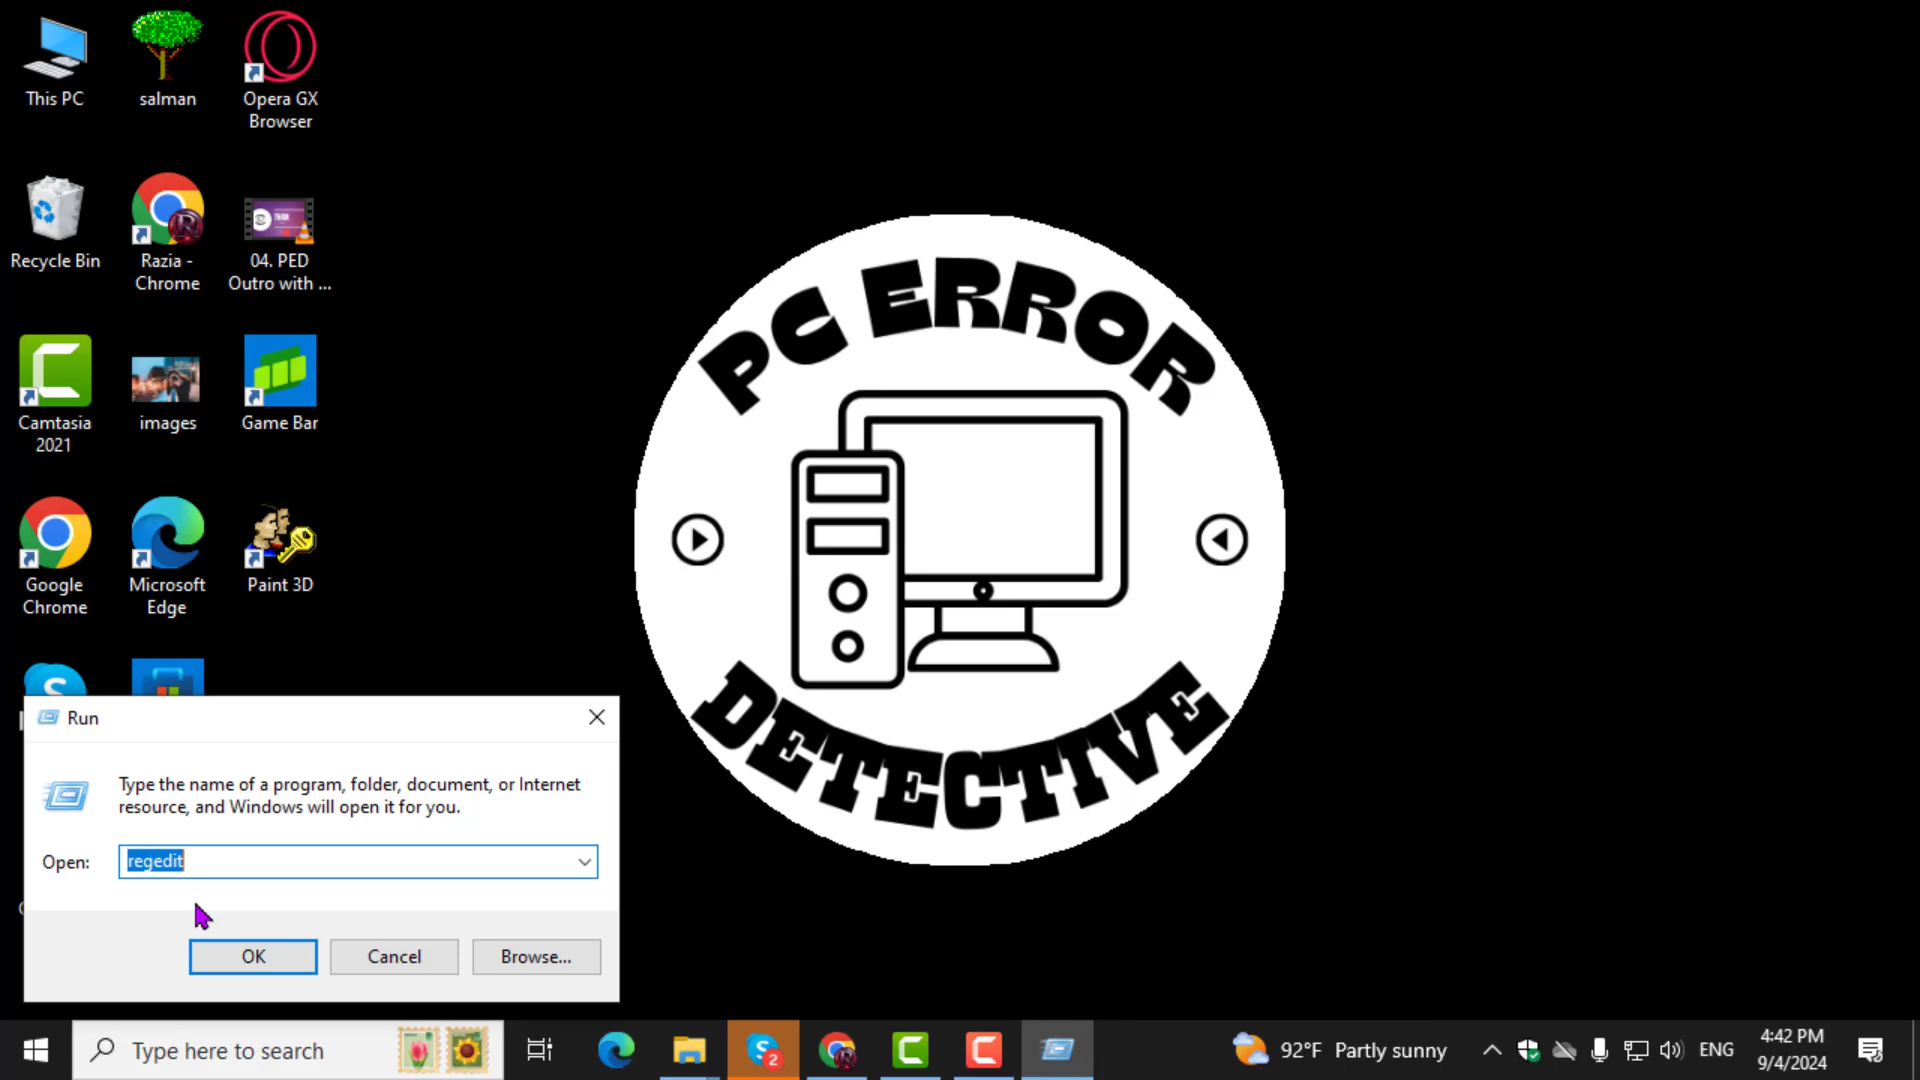 This PC
salman
Opera GX
Browser
Recycle Bin
Razia -
Chrome
04. PED
Outro with ...
THAN
Camtasia
2021
images
Game Bar
Google
Chrome
Microsoft
Edge
Paint 3D
S
PC ERROR
DETECTIVE
Run
Type the name of a program, folder, document, or Internet
resource, and Windows will open it for you.
Open:
regedit
OK
Cancel
Browse...
Type here to search
2
92°F Partly sunny
ENG
4:42 PM
9/4/2024